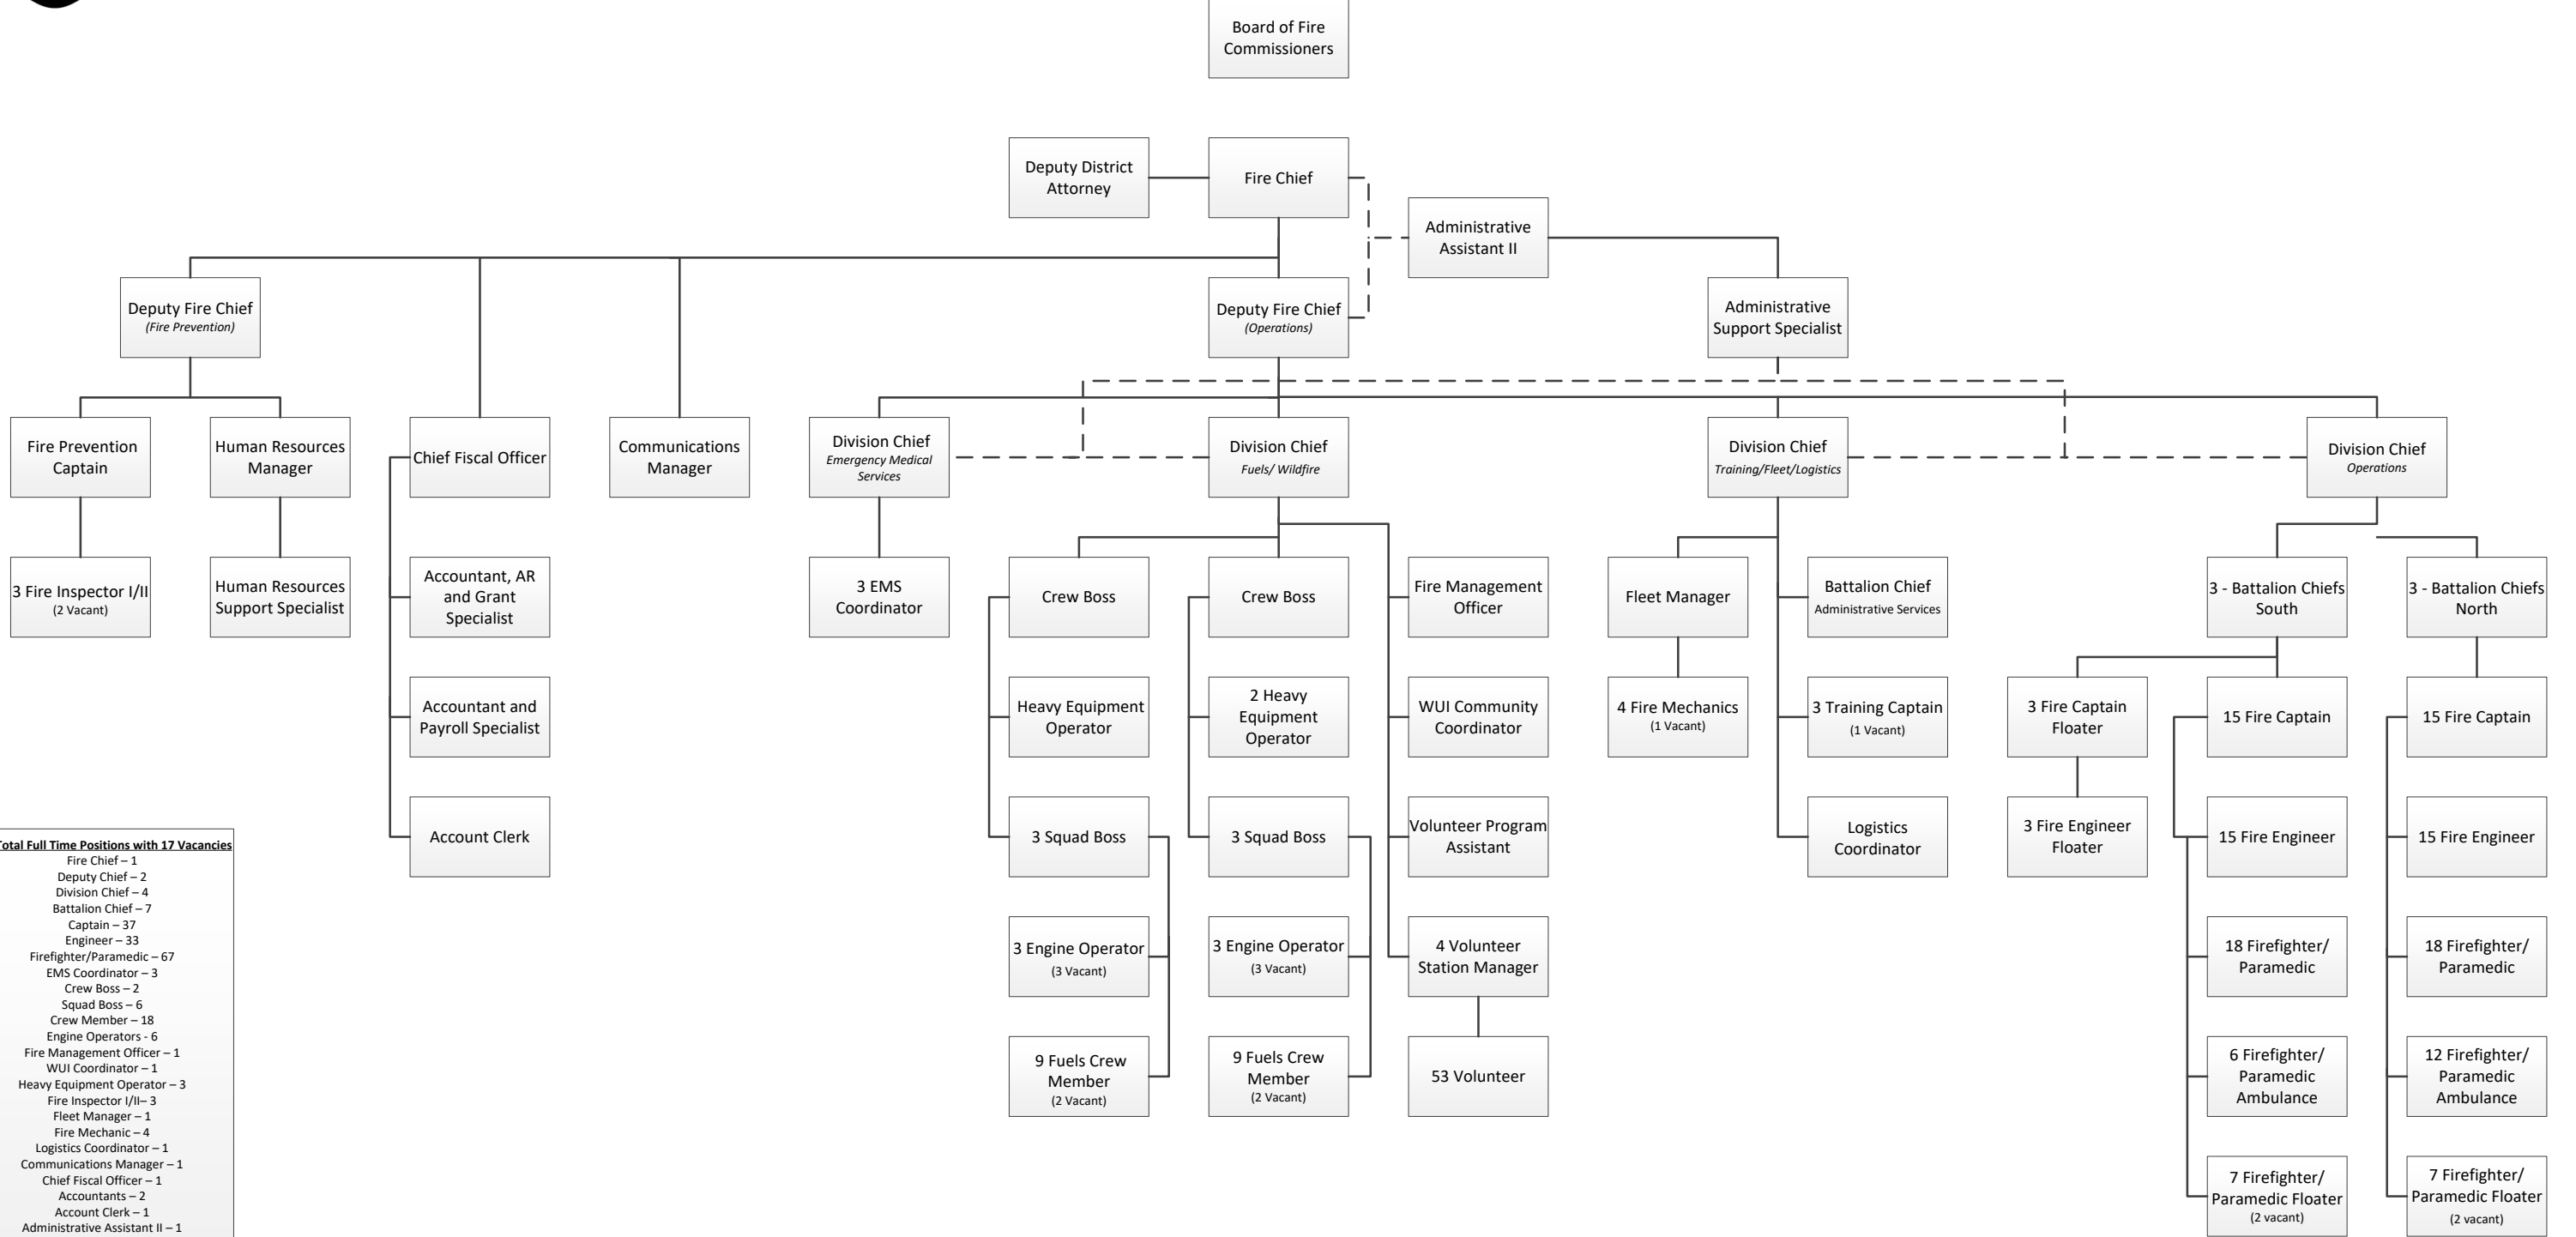 Board of Fire
Commissioners
Deputy District
Attorney
Fire Chief
Administrative
Assistant II
Deputy Fire Chief
(Fire Prevention)
Deputy Fire Chief
(Operations)
Administrative
Support Specialist
Fire Prevention
Captain
Human Resources
Manager
Chief Fiscal Officer
Communications
Manager
Division Chief
Emergency Medical
Services
Division Chief
Fuels/ Wildfire
Division Chief
Training/Fleet/Logistics
Division Chief
Operations
3 Fire Inspector I/II
(2 Vacant)
Human Resources
Support Specialist
Accountant, AR
and Grant
Specialist
3 EMS
Coordinator
Crew Boss
Crew Boss
Fire Management
Officer
Fleet Manager
Battalion Chief
Administrative Services
3 - Battalion Chiefs
South
3 - Battalion Chiefs
North
Accountant and
Payroll Specialist
Heavy Equipment
Operator
2 Heavy
Equipment
Operator
WUI Community
Coordinator
4 Fire Mechanics
(1 Vacant)
3 Training Captain
(1 Vacant)
3 Fire Captain
Floater
15 Fire Captain
15 Fire Captain
Account Clerk
3 Squad Boss
3 Squad Boss
Volunteer Program
Assistant
Logistics
Coordinator
3 Fire Engineer
Floater
15 Fire Engineer
15 Fire Engineer
3 Engine Operator
(3 Vacant)
3 Engine Operator
(3 Vacant)
4 Volunteer
Station Manager
18 Firefighter/
Paramedic
18 Firefighter/
Paramedic
9 Fuels Crew
Member
(2 Vacant)
9 Fuels Crew
Member
(2 Vacant)
53 Volunteer
6 Firefighter/
Paramedic
Ambulance
12 Firefighter/
Paramedic
Ambulance
7 Firefighter/
Paramedic Floater
(2 vacant)
7 Firefighter/
Paramedic Floater
(2 vacant)
Total Full Time Positions with 17 Vacancies
Fire Chief – 1
Deputy Chief – 2
Division Chief – 4
Battalion Chief – 7
Captain – 37
Engineer – 33
Firefighter/Paramedic – 67
EMS Coordinator – 3
Crew Boss – 2
Squad Boss – 6
Crew Member – 18
Engine Operators - 6
Fire Management Officer – 1
WUI Coordinator – 1
Heavy Equipment Operator – 3
Fire Inspector I/II– 3
Fleet Manager – 1
Fire Mechanic – 4
Logistics Coordinator – 1
Communications Manager – 1
Chief Fiscal Officer – 1
Accountants – 2
Account Clerk – 1
Administrative Assistant II – 1